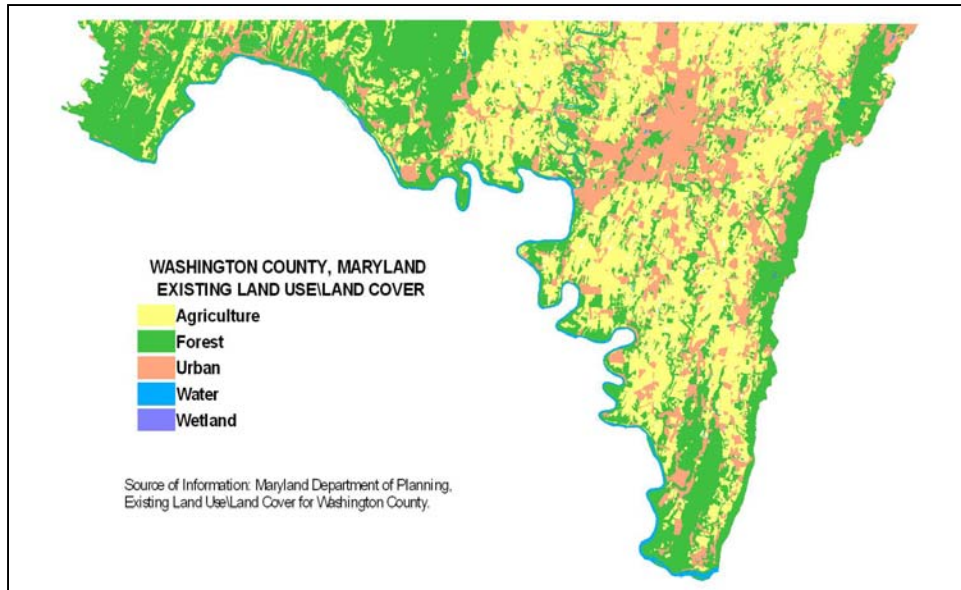 WASHINGTON COUNTY, MARYLAND
EXISTING LAND USE\LAND COVER
Agriculture
Forest
Urban
Water
Wetland
Source of Information: Maryland Department of Planning,
Existing Land Use\Land Cover for Washington County.